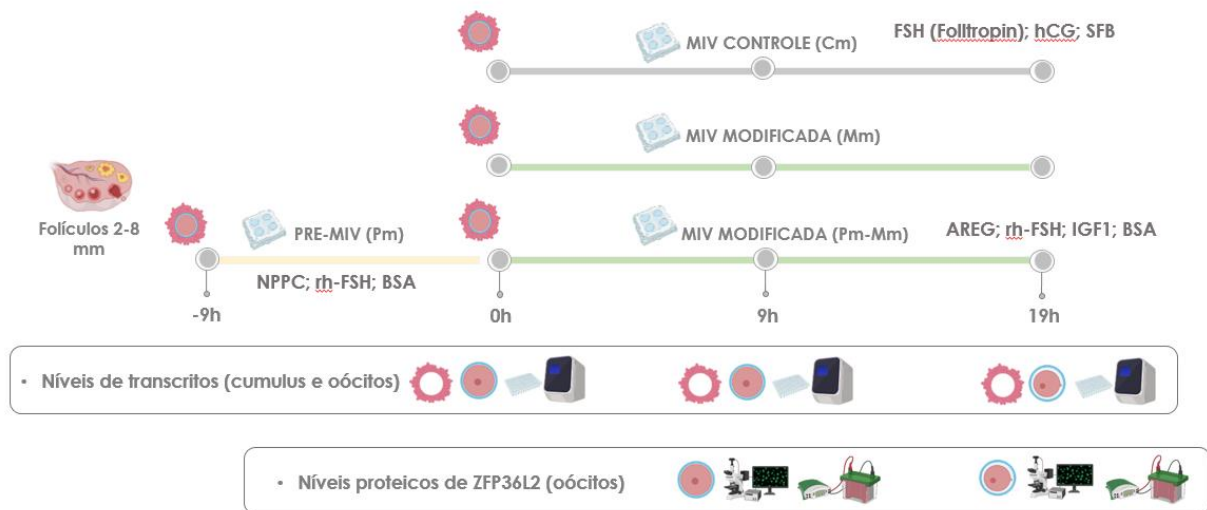 FSH (Folltropin); hCG; SFB
MIV CONTROLE (Cm)
MIV MODIFICADA (Mm)
Folículos 2-8
mm
PRE-MIV (Pm)
MIV MODIFICADA (Pm-Mm)
AREG; rh-FSH; IGF1; BSA
NPPC; rh-FSH; BSA
-9h
0h
9h
19h
• Níveis de transcritos (cumulus e oócitos)
• Níveis proteicos de ZFP36L2 (oócitos)